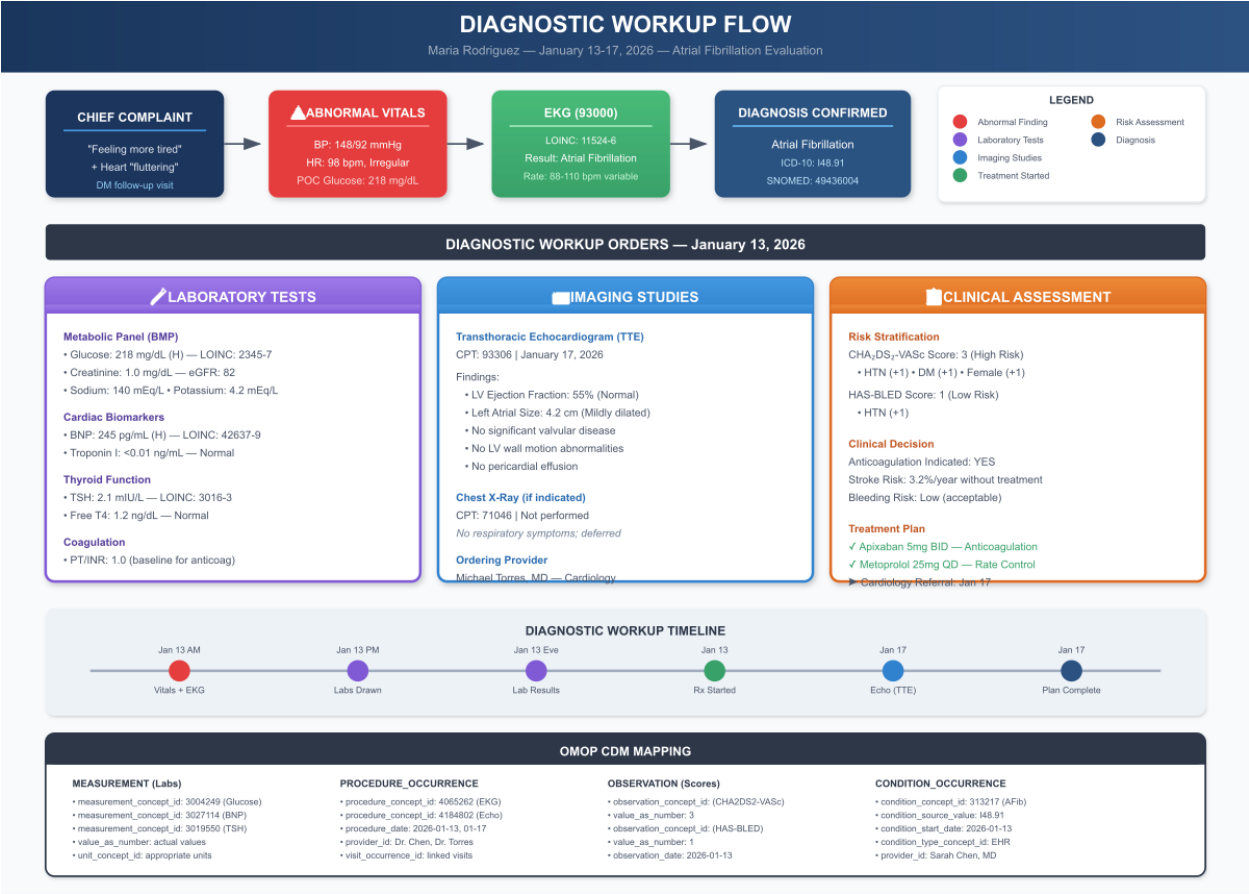 DIAGNOSTIC WORKUP FLOW
Maria Rodriguez — January 13-17, 2026 — Atrial Fibrillation Evaluation
CHIEF COMPLAINT
"Feeling more tired"
+ Heart "fluttering"
DM follow-up visit
ABNORMAL VITALS
BP: 148/92 mmHg
HR: 98 bpm, Irregular
POC Glucose: 218 mg/dL
EKG (93000)
LOINC: 11524-6
Result: Atrial Fibrillation
Rate: 88-110 bpm variable
DIAGNOSIS CONFIRMED
Atrial Fibrillation
ICD-10: I48.91
SNOMED: 49436004
LEGEND
Abnormal Finding
Laboratory Tests
Imaging Studies
Treatment Started
Risk Assessment
Diagnosis
DIAGNOSTIC WORKUP ORDERS — January 13, 2026
LABORATORY TESTS
Metabolic Panel (BMP)
• Glucose: 218 mg/dL (H) — LOINC: 2345-7
• Creatinine: 1.0 mg/dL — eGFR: 82
• Sodium: 140 mEq/L • Potassium: 4.2 mEq/L
Cardiac Biomarkers
• BNP: 245 pg/mL (H) — LOINC: 42637-9
• Troponin I: <0.01 ng/mL — Normal
Thyroid Function
• TSH: 2.1 mIU/L — LOINC: 3016-3
• Free T4: 1.2 ng/dL — Normal
Coagulation
• PT/INR: 1.0 (baseline for anticoag)
IMAGING STUDIES
Transthoracic Echocardiogram (TTE)
CPT: 93306 | January 17, 2026
Findings:
• LV Ejection Fraction: 55% (Normal)
• Left Atrial Size: 4.2 cm (Mildly dilated)
• No significant valvular disease
• No LV wall motion abnormalities
• No pericardial effusion
Chest X-Ray (if indicated)
CPT: 71046 | Not performed
No respiratory symptoms; deferred
Ordering Provider
Michael Torres, MD — Cardiology
CLINICAL ASSESSMENT
Risk Stratification
CHA₂DS₂-VASc Score: 3 (High Risk)
• HTN (+1) • DM (+1) • Female (+1)
HAS-BLED Score: 1 (Low Risk)
• HTN (+1)
Clinical Decision
Anticoagulation Indicated: YES
Stroke Risk: 3.2%/year without treatment
Bleeding Risk: Low (acceptable)
Treatment Plan
✓ Apixaban 5mg BID — Anticoagulation
✓ Metoprolol 25mg QD — Rate Control
► Cardiology Referral: Jan 17
DIAGNOSTIC WORKUP TIMELINE
Jan 13 AM
Vitals + EKG
Jan 13 PM
Labs Drawn
Jan 13 Eve
Lab Results
Jan 13
Rx Started
Jan 17
Echo (TTE)
Jan 17
Plan Complete
OMOP CDM MAPPING
MEASUREMENT (Labs)
• measurement_concept_id: 3004249 (Glucose)
• measurement_concept_id: 3027114 (BNP)
• measurement_concept_id: 3019550 (TSH)
• value_as_number: actual values
• unit_concept_id: appropriate units
PROCEDURE_OCCURRENCE
• procedure_concept_id: 4065262 (EKG)
• procedure_concept_id: 4184802 (Echo)
• procedure_date: 2026-01-13, 01-17
• provider_id: Dr. Chen, Dr. Torres
• visit_occurrence_id: linked visits
OBSERVATION (Scores)
• observation_concept_id: (CHA2DS2-VASc)
• value_as_number: 3
• observation_concept_id: (HAS-BLED)
• value_as_number: 1
• observation_date: 2026-01-13
CONDITION_OCCURRENCE
• condition_concept_id: 313217 (AFib)
• condition_source_value: I48.91
• condition_start_date: 2026-01-13
• condition_type_concept_id: EHR
• provider_id: Sarah Chen, MD